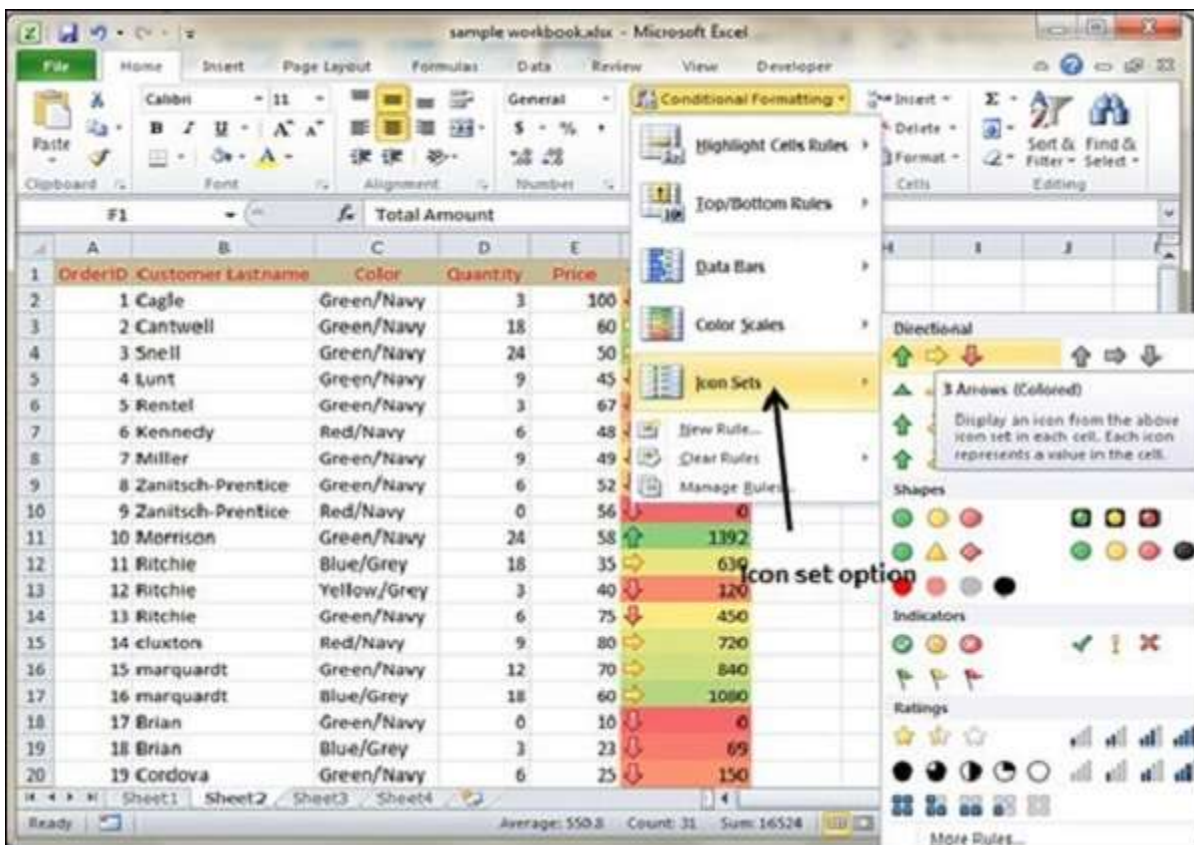 sample workbook.xlsx - Microsoft Excel
File Home Insert Page Layout Formulas Data Review View Developer
Calibri 11 General Conditional Formatting Insert Σ
Paste B I U A A $ % Delete Sort & Filter Find & Select
Format
Clipboard Font Alignment Number Cells Editing
F1 fx Total Amount
A B C D E H I J
1 OrderID Customer Lastname Collor Quantity Price
2 1 Cagle Green/Navy 3 100
3 2 Cantwell Green/Navy 18 60
4 3 Snell Green/Navy 24 50
5 4 Lunt Green/Navy 9 45
6 5 Rentel Green/Navy 3 67
7 6 Kennedy Red/Navy 6 48
8 7 Miller Green/Navy 9 49
9 8 Zanitsch-Prentice Green/Navy 6 52
10 9 Zanitsch-Prentice Red/Navy 0 56 0
11 10 Morrison Green/Navy 24 58 1392
12 11 Ritchie Blue/Grey 18 35 630
13 12 Ritchie Yellow/Grey 3 40 120
14 13 Ritchie Green/Navy 6 75 450
15 14 cluxton Red/Navy 9 80 720
16 15 marquardt Green/Navy 12 70 840
17 16 marquardt Blue/Grey 18 60 1080
18 17 Brian Green/Navy 0 10 0
19 18 Brian Blue/Grey 3 23 69
20 19 Cordova Green/Navy 6 25 150
Sheet1 Sheet2 Sheet3 Sheet4
Ready Average: 550.8 Count: 31 Sum: 16524
Highlight Cells Rules
Top/Bottom Rules
Data Bars
Color Scales
Icon Sets
New Rule...
Clear Rules
Manage Rules...
Icon set option
Directional
3 Arrows (Colored)
Display an icon from the above
icon set in each cell. Each icon
represents a value in the cell.
Shapes
Indicators
Ratings
More Rules...